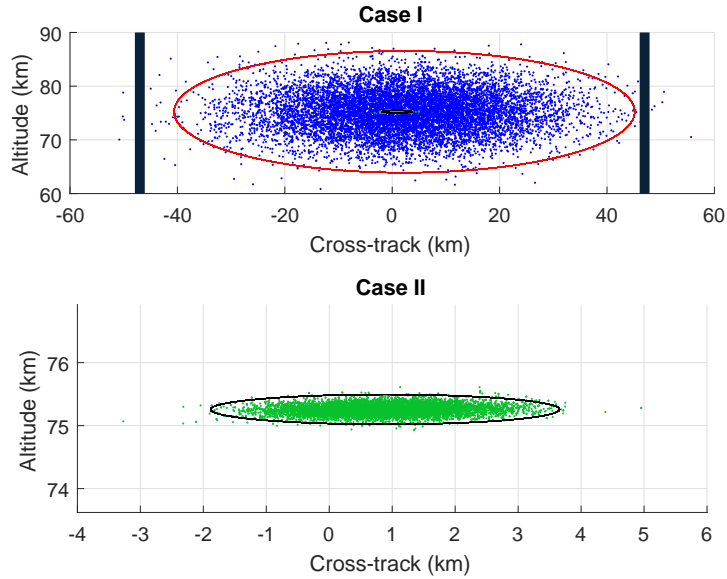 Case I
90
80
70
60
Altitude (km)
-60 -40 -20 0 20 40 60
Cross-track (km)
Case II
76
75
74
Altitude (km)
-4 -3 -2 -1 0 1 2 3 4 5 6
Cross-track (km)